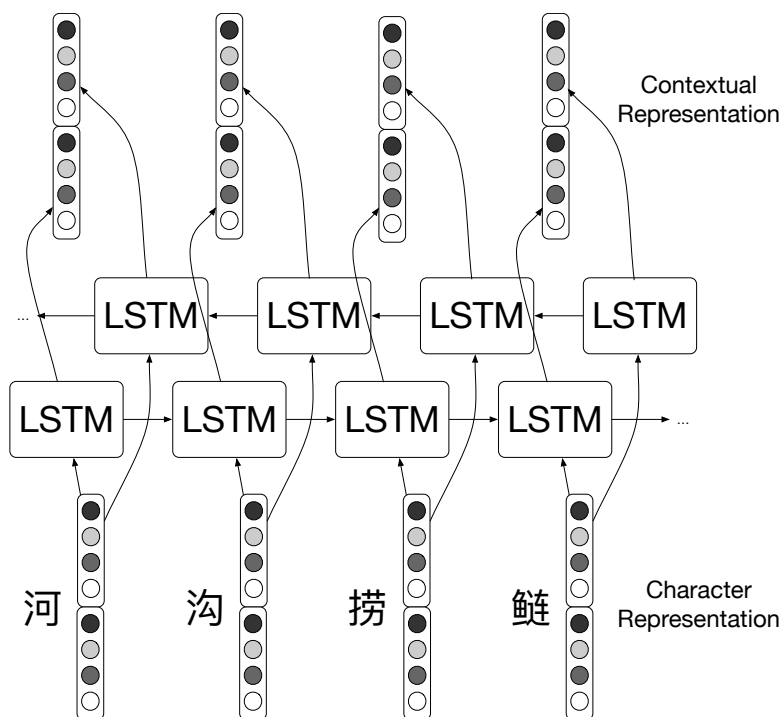 Contextual
Representation
... LSTM LSTM LSTM LSTM
LSTM LSTM LSTM LSTM ...
河 沟 捞 鲢
Character
Representation